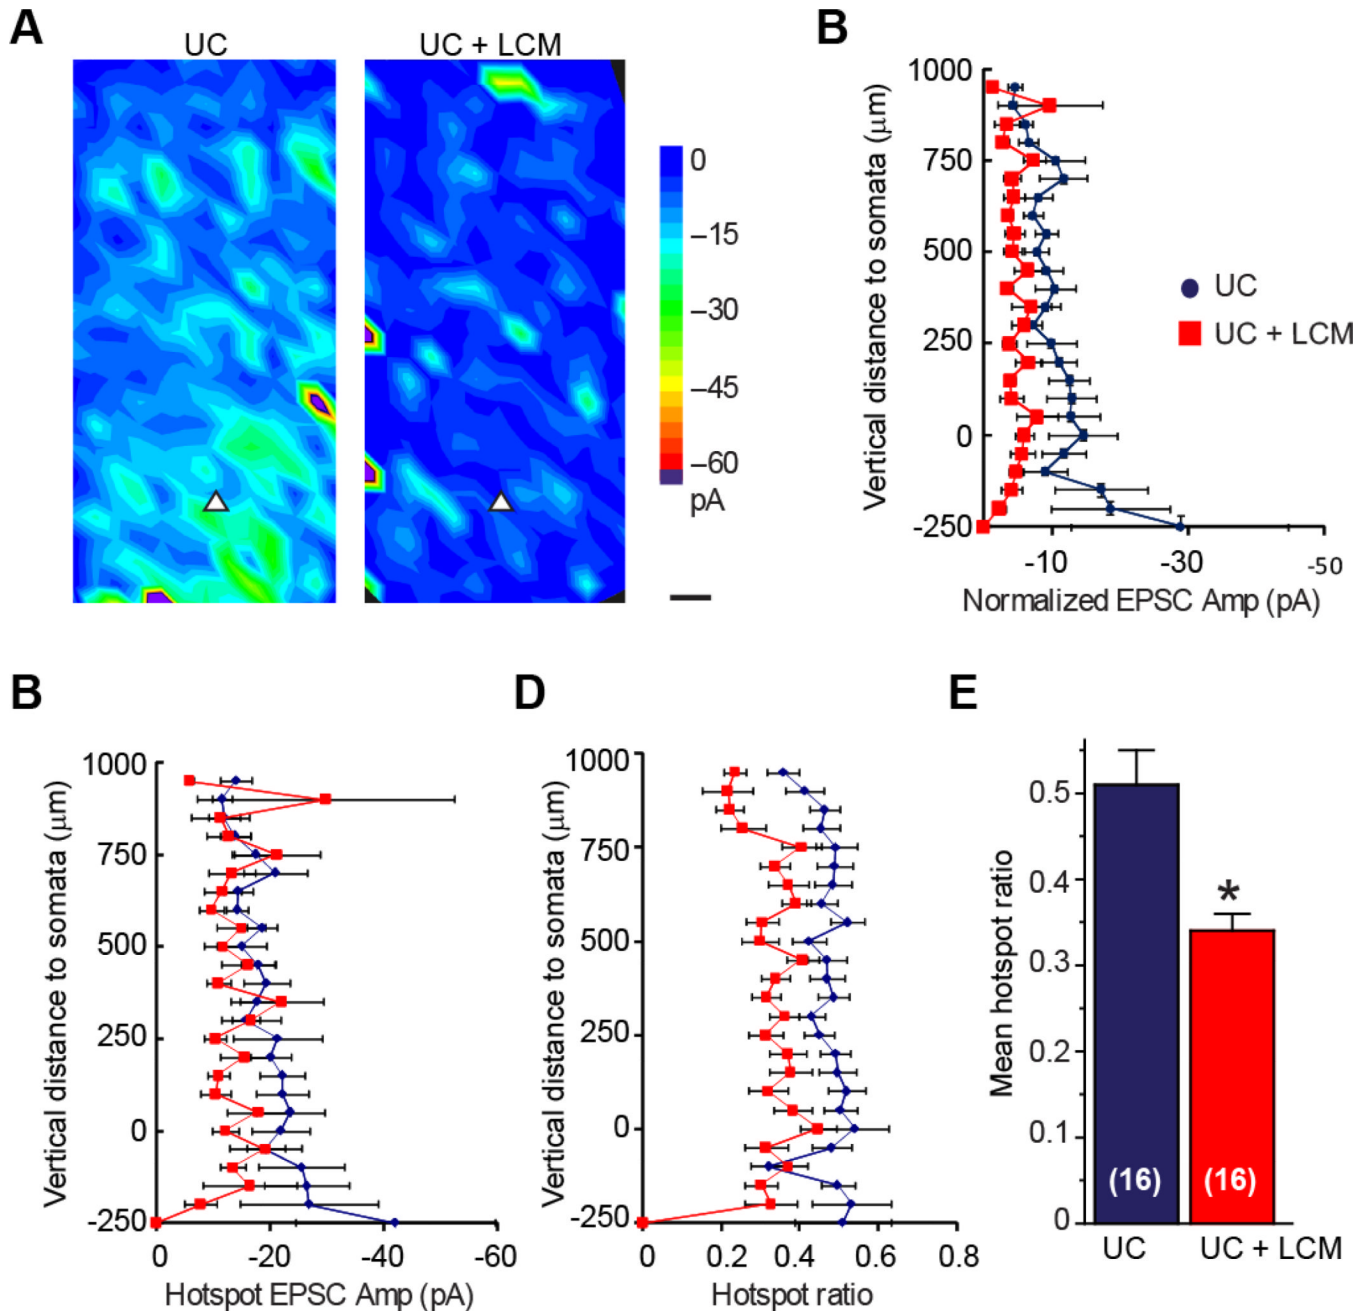 A
UC
UC + LCM
0
–15
–30
–45
–60
pA
B
Vertical distance to somata (μm)
1000
750
500
250
0
-250
-10
-30
-50
Normalized EPSC Amp (pA)
UC
UC + LCM
B
Vertical distance to somata (μm)
1000
750
500
250
0
-250
0
-20
-40
-60
Hotspot EPSC Amp (pA)
D
Vertical distance to somata (μm)
1000
750
500
250
0
-250
0
0.2
0.4
0.6
0.8
Hotspot ratio
E
Mean hotspot ratio
0.5
0.4
0.3
0.2
0.1
0
*
(16)
(16)
UC
UC + LCM